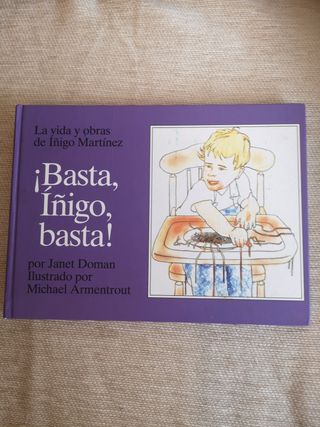 La vida y obras
de Íñigo Martínez
¡Basta,
Íñigo,
basta!
por Janet Doman
Ilustrado por
Michael Armentrout